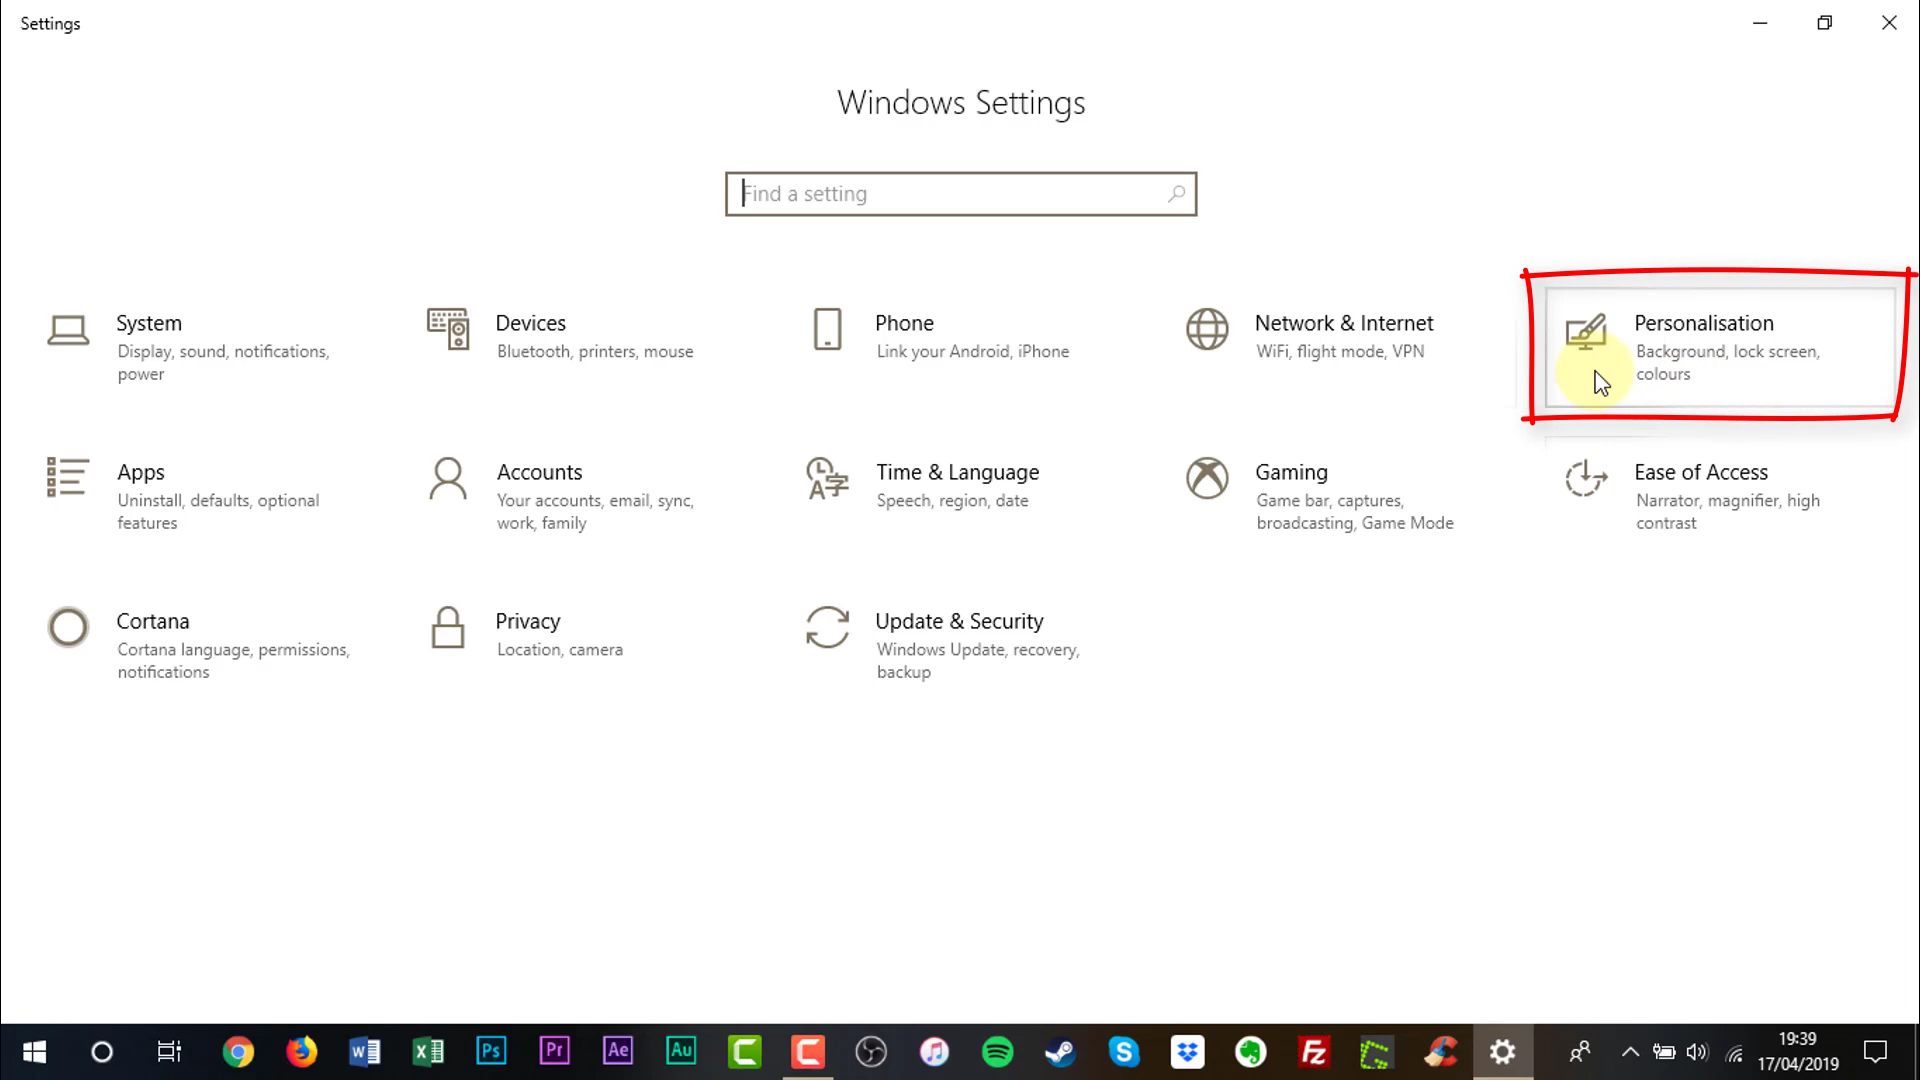 Settings
Windows Settings
Find a setting
System
Display, sound, notifications,
power
Devices
Bluetooth, printers, mouse
Phone
Link your Android, iPhone
Network & Internet
WiFi, flight mode, VPN
Personalisation
Background, lock screen,
colours
Apps
Uninstall, defaults, optional
features
Accounts
Your accounts, email, sync,
work, family
Time & Language
Speech, region, date
Gaming
Game bar, captures,
broadcasting, Game Mode
Ease of Access
Narrator, magnifier, high
contrast
Cortana
Cortana language, permissions,
notifications
Privacy
Location, camera
Update & Security
Windows Update, recovery,
backup
Ps
Pr
Ae
Au
19:39
17/04/2019